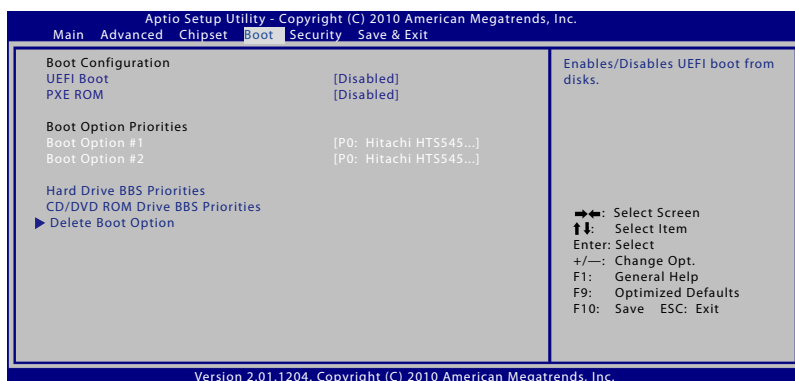 Aptio Setup Utility - Copyright (C) 2010 American Megatrends, Inc.
Main Advanced Chipset Boot Security Save & Exit
Boot Configuration
UEFI Boot [Disabled]
PXE ROM [Disabled]
Boot Option Priorities
Boot Option #1 [P0: Hitachi HTS545...]
Boot Option #2 [P0: Hitachi HTS545...]
Hard Drive BBS Priorities
CD/DVD ROM Drive BBS Priorities
Delete Boot Option
Enables/Disables UEFI boot from
disks.
→←: Select Screen
↑↓: Select Item
Enter: Select
+/—: Change Opt.
F1: General Help
F9: Optimized Defaults
F10: Save ESC: Exit
Version 2.01.1204. Copyright (C) 2010 American Megatrends, Inc.